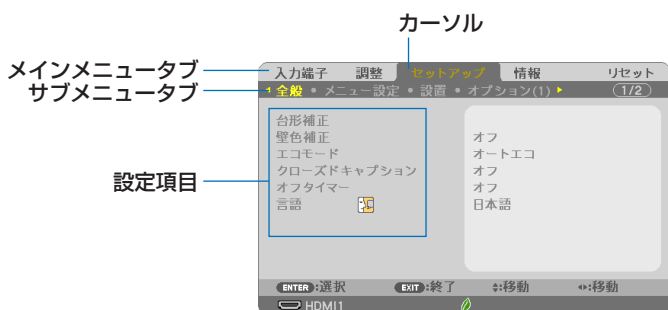 カーソル
メインメニュータブ
サブメニュータブ
設定項目
入力端子 調整 セットアップ 情報 リセット
全般 • メニュー設定 • 設置 • オプション(1) (1/2)
台形補正
壁色補正 オフ
エコモード オートエコ
クローズドキャプション オフ
オフタイマー オフ
言語 日本語
ENTER:選択 EXIT:終了 :移動 :移動
HDMI1